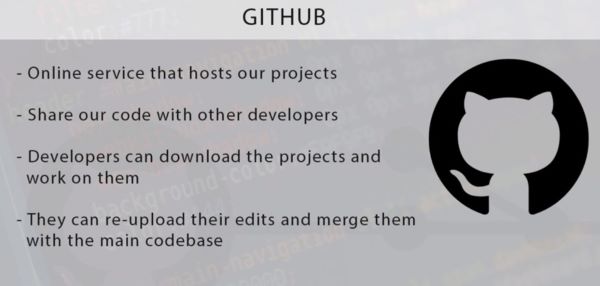 GITHUB
- Online service that hosts our projects
- Share our code with other developers
- Developers can download the projects and
work on them
- They can re-upload their edits and merge them
with the main codebase